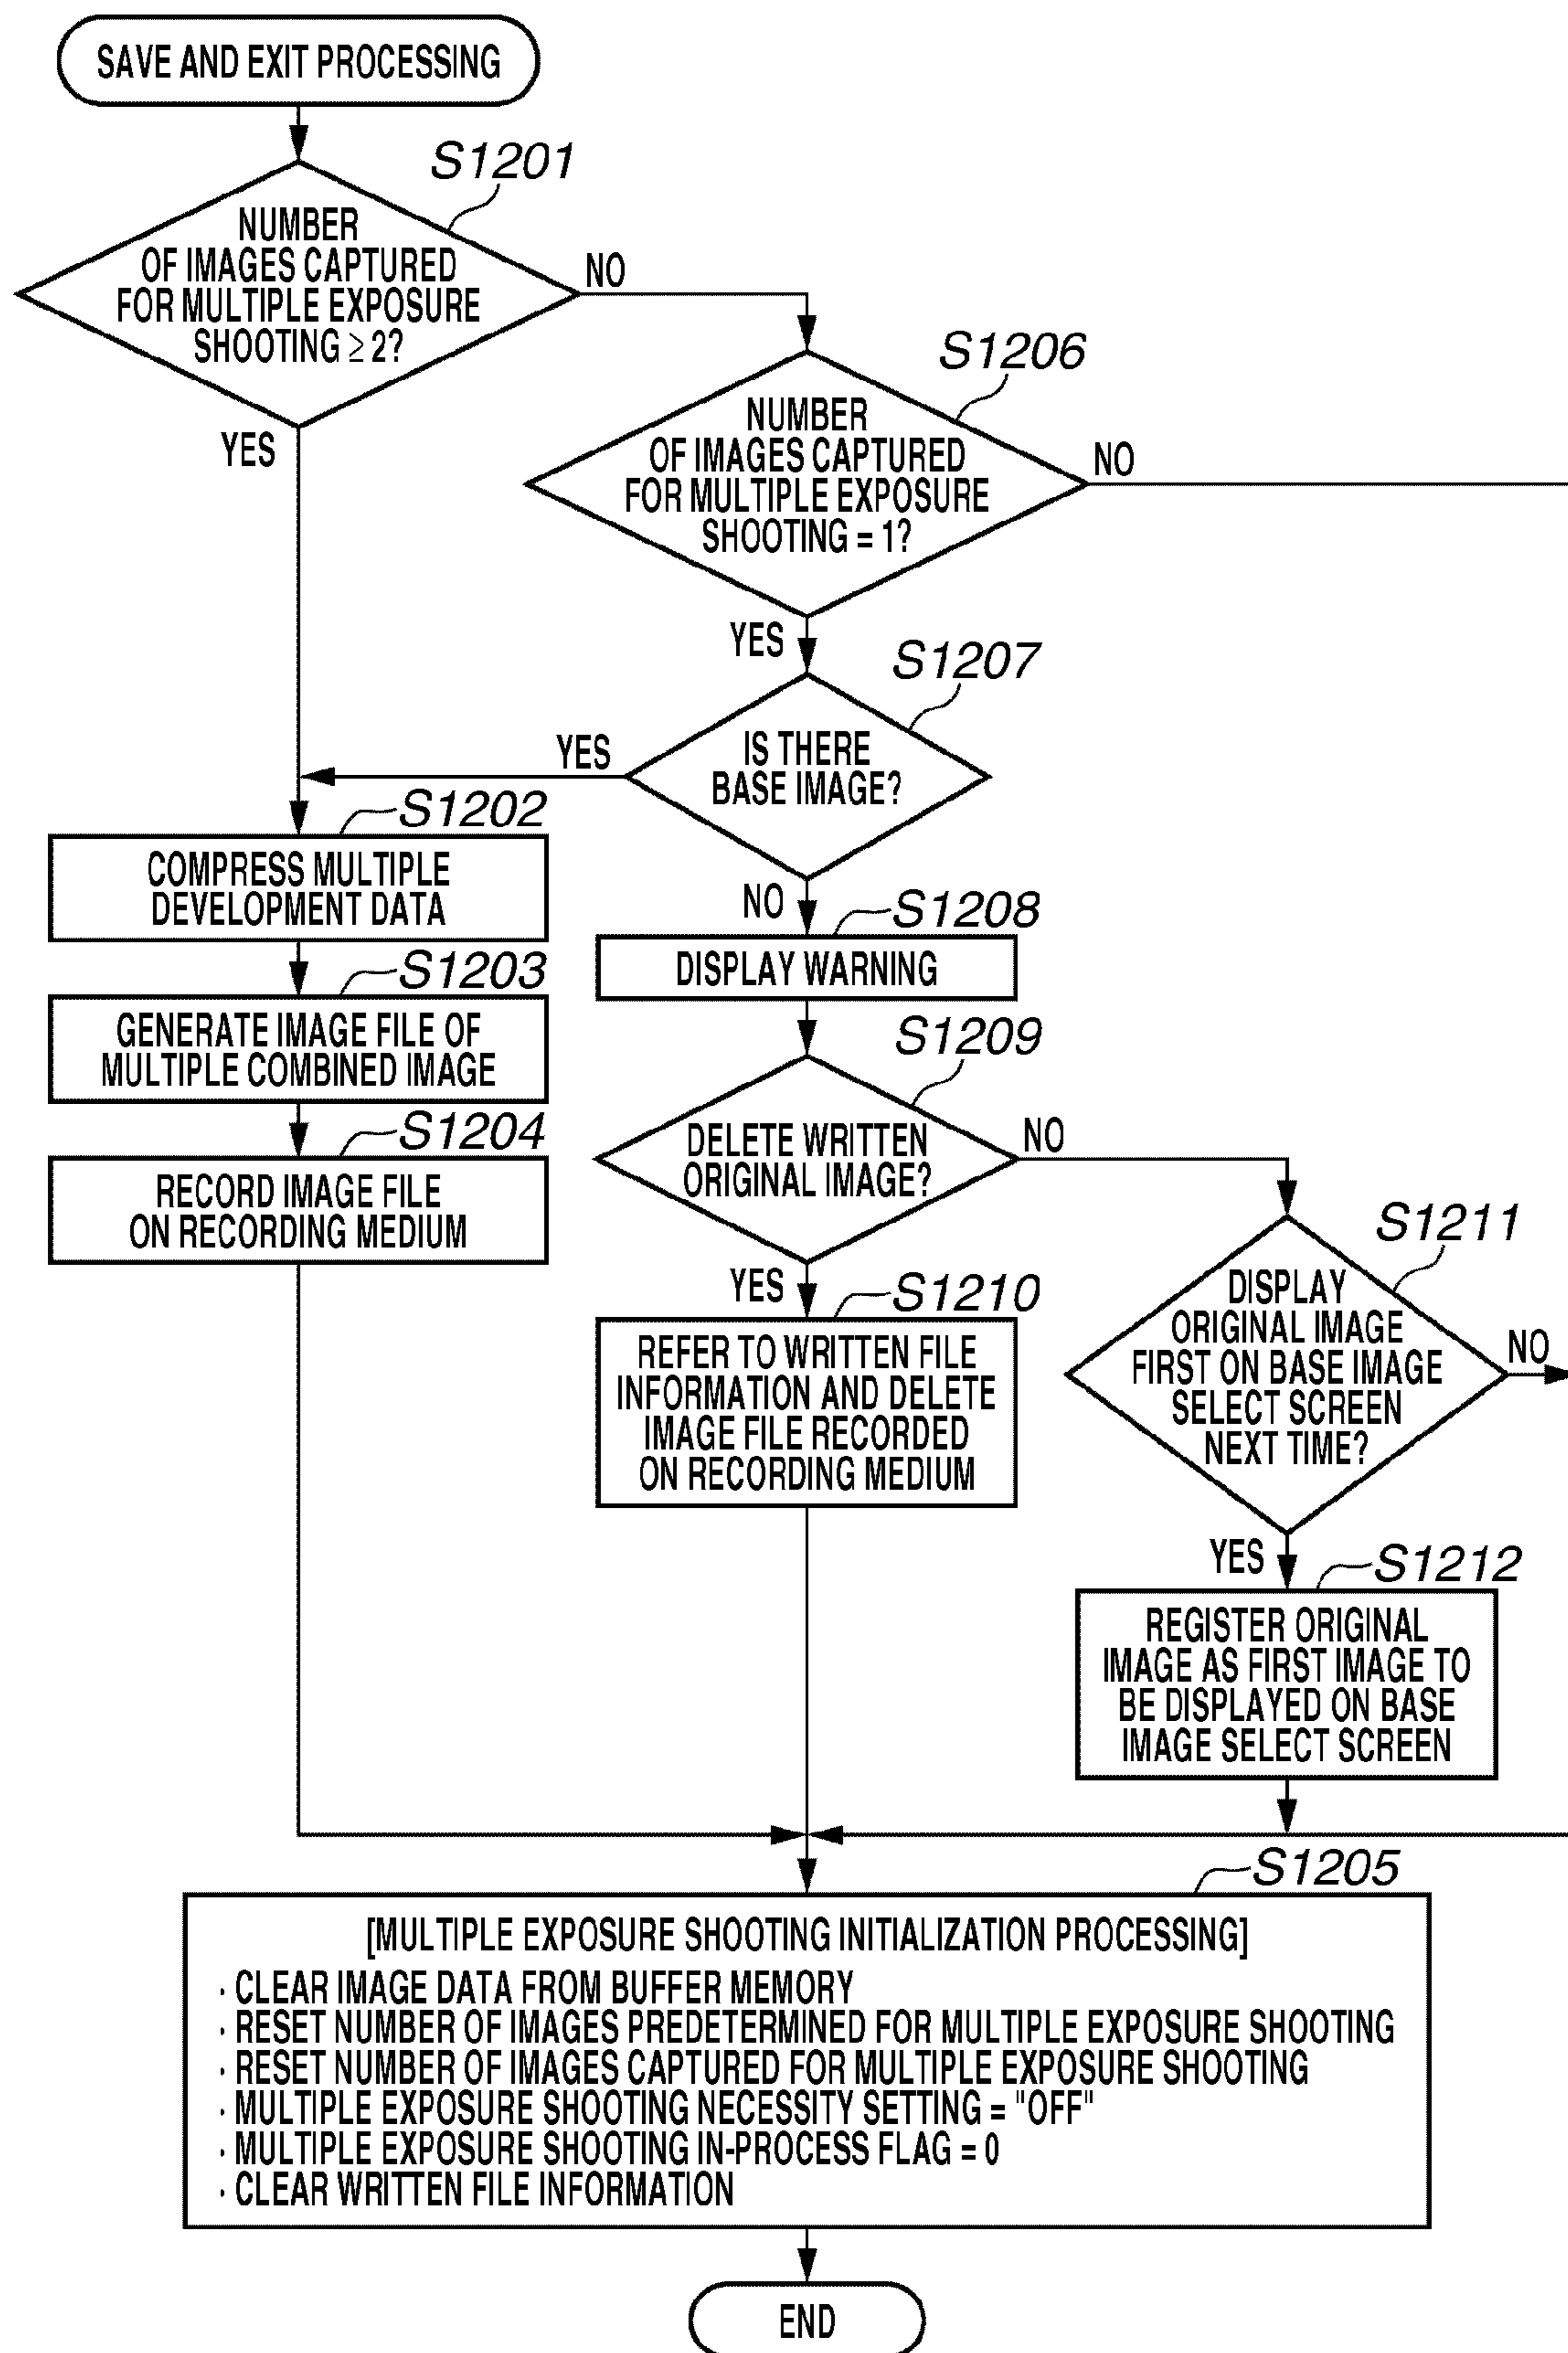 SAVE AND EXIT PROCESSING
S1201
NUMBER
OF IMAGES CAPTURED
FOR MULTIPLE EXPOSURE
SHOOTING ≥ 2?
NO
YES
S1206
NUMBER
OF IMAGES CAPTURED
FOR MULTIPLE EXPOSURE
SHOOTING = 1?
NO
YES
S1207
IS THERE
BASE IMAGE?
YES
NO
S1202
COMPRESS MULTIPLE
DEVELOPMENT DATA
S1203
GENERATE IMAGE FILE OF
MULTIPLE COMBINED IMAGE
S1204
RECORD IMAGE FILE
ON RECORDING MEDIUM
S1208
DISPLAY WARNING
S1209
DELETE WRITTEN
ORIGINAL IMAGE?
NO
YES
S1210
REFER TO WRITTEN FILE
INFORMATION AND DELETE
IMAGE FILE RECORDED
ON RECORDING MEDIUM
S1211
DISPLAY
ORIGINAL IMAGE
FIRST ON BASE IMAGE
SELECT SCREEN
NEXT TIME?
NO
YES
S1212
REGISTER ORIGINAL
IMAGE AS FIRST IMAGE TO
BE DISPLAYED ON BASE
IMAGE SELECT SCREEN
S1205
[MULTIPLE EXPOSURE SHOOTING INITIALIZATION PROCESSING]
· CLEAR IMAGE DATA FROM BUFFER MEMORY
· RESET NUMBER OF IMAGES PREDETERMINED FOR MULTIPLE EXPOSURE SHOOTING
· RESET NUMBER OF IMAGES CAPTURED FOR MULTIPLE EXPOSURE SHOOTING
· MULTIPLE EXPOSURE SHOOTING NECESSITY SETTING = "OFF"
· MULTIPLE EXPOSURE SHOOTING IN-PROCESS FLAG = 0
· CLEAR WRITTEN FILE INFORMATION
END